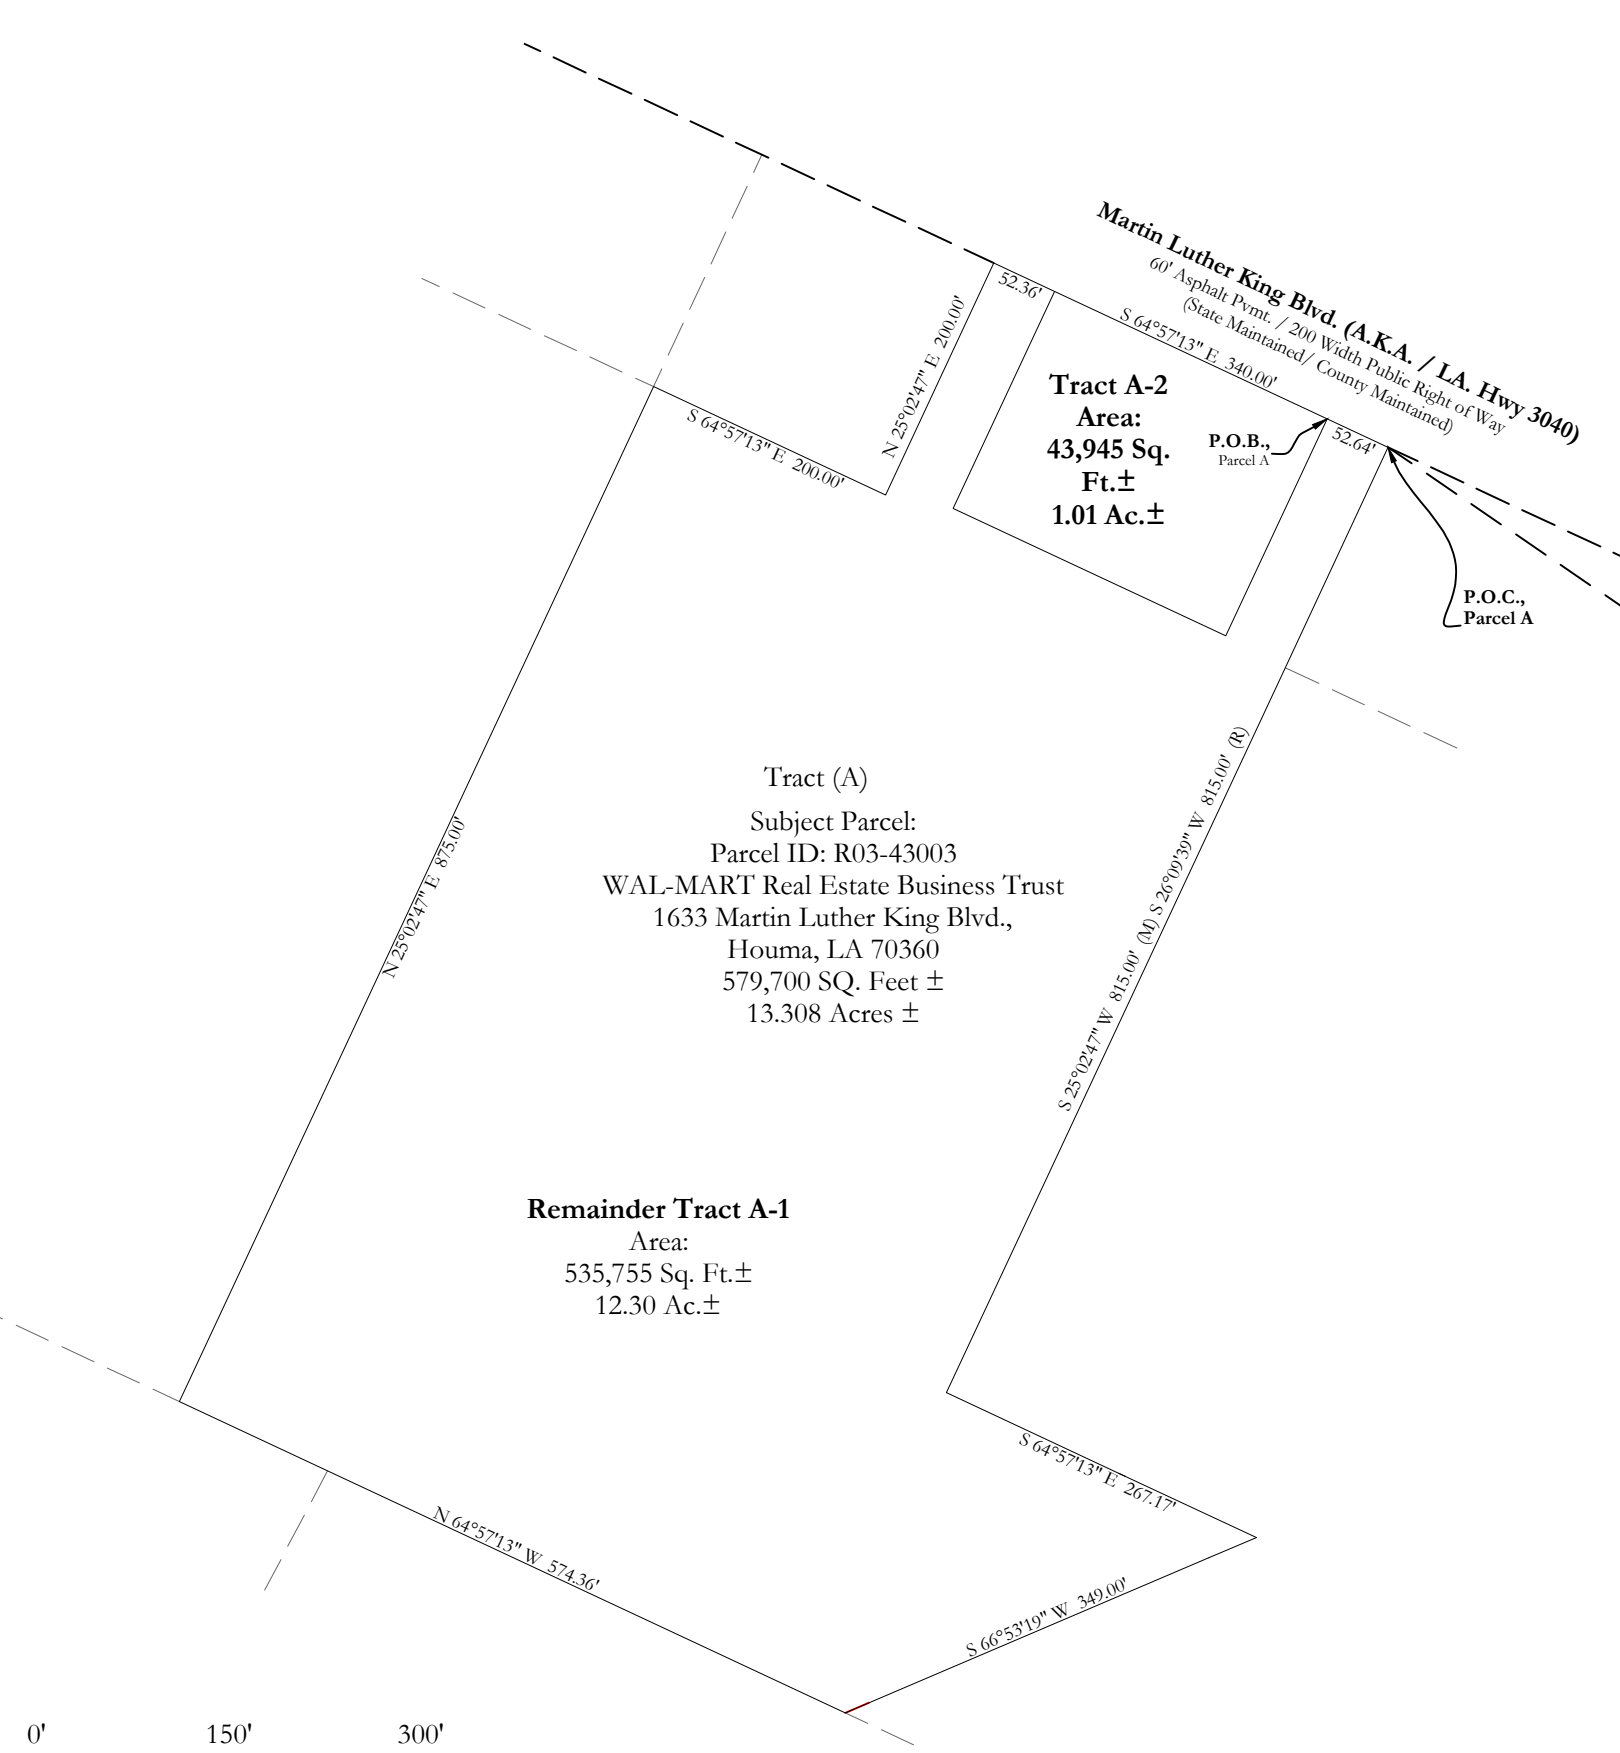 Martin Luther King Blvd. (A.K.A. / LA. Hwy 3040)
60' Asphalt Pvmt. / 200 Width Public Right of Way
(State Maintained/ County Maintained)
52.36'
S 64°57'13" E 340.00'
N 25°02'47" E 200.00'
S 64°57'13" E 200.00'
Tract A-2
Area:
43,945 Sq.
Ft.±
1.01 Ac.±
P.O.B.,
Parcel A
52.64'
P.O.C.,
Parcel A
N 25°02'47" E 875.00'
Tract (A)
Subject Parcel:
Parcel ID: R03-43003
WAL-MART Real Estate Business Trust
1633 Martin Luther King Blvd.,
Houma, LA 70360
579,700 SQ. Feet ±
13.308 Acres ±
S 25°02'47" W 815.00' (M) S 26°09'39" W 815.00' (R)
Remainder Tract A-1
Area:
535,755 Sq. Ft.±
12.30 Ac.±
S 64°57'13" E 267.17'
N 64°57'13" W 574.36'
S 66°53'19" W 349.00'
0' 150' 300'